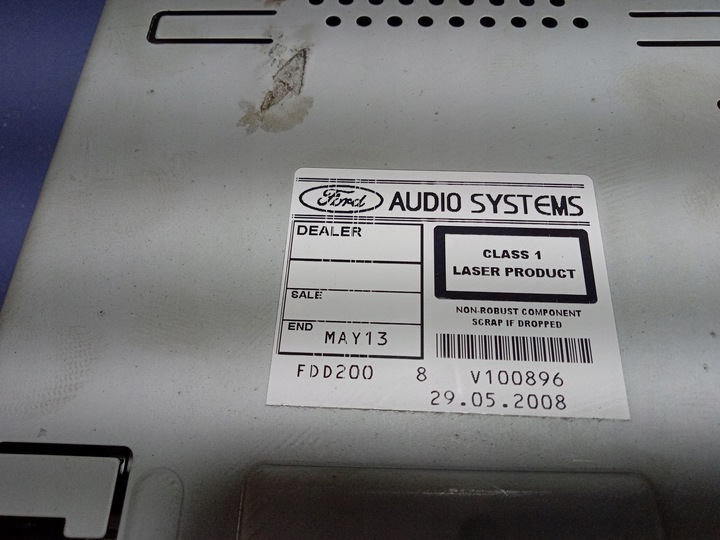 Ford AUDIO SYSTEMS
DEALER
CLASS 1
LASER PRODUCT
SALE
NON-ROBUST COMPONENT
SCRAP IF DROPPED
END MAY13
FDD200 8 V100896
29.05.2008